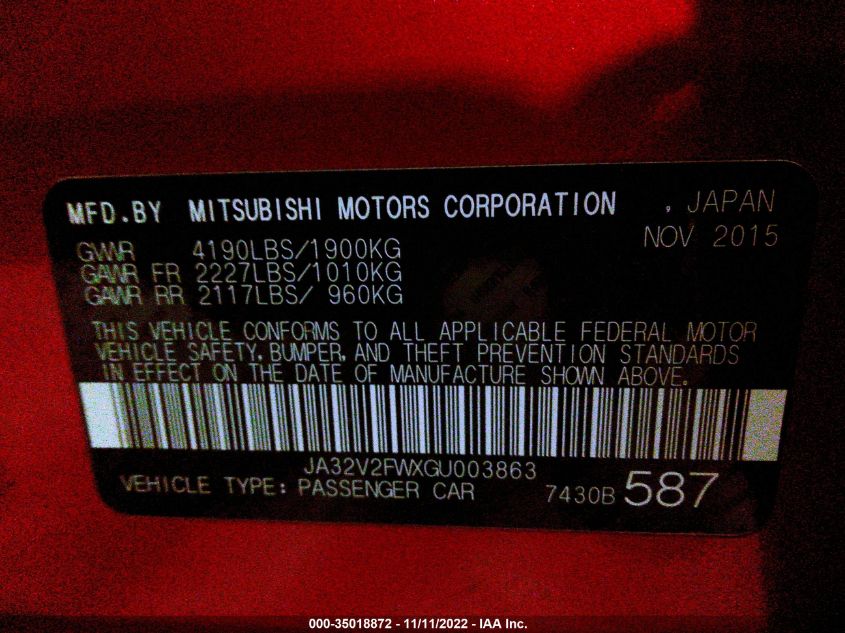 MFD.BY MITSUBISHI MOTORS CORPORATION , JAPAN
NOV 2015
GVWR 4190LBS/1900KG
GAWR FR 2227LBS/1010KG
GAWR RR 2117LBS/ 960KG
THIS VEHICLE CONFORMS TO ALL APPLICABLE FEDERAL MOTOR
VEHICLE SAFETY, BUMPER, AND THEFT PREVENTION STANDARDS
IN EFFECT ON THE DATE OF MANUFACTURE SHOWN ABOVE.
JA32V2FWXGU003863
VEHICLE TYPE: PASSENGER CAR 7430B 587
000-35018872 - 11/11/2022 - IAA Inc.